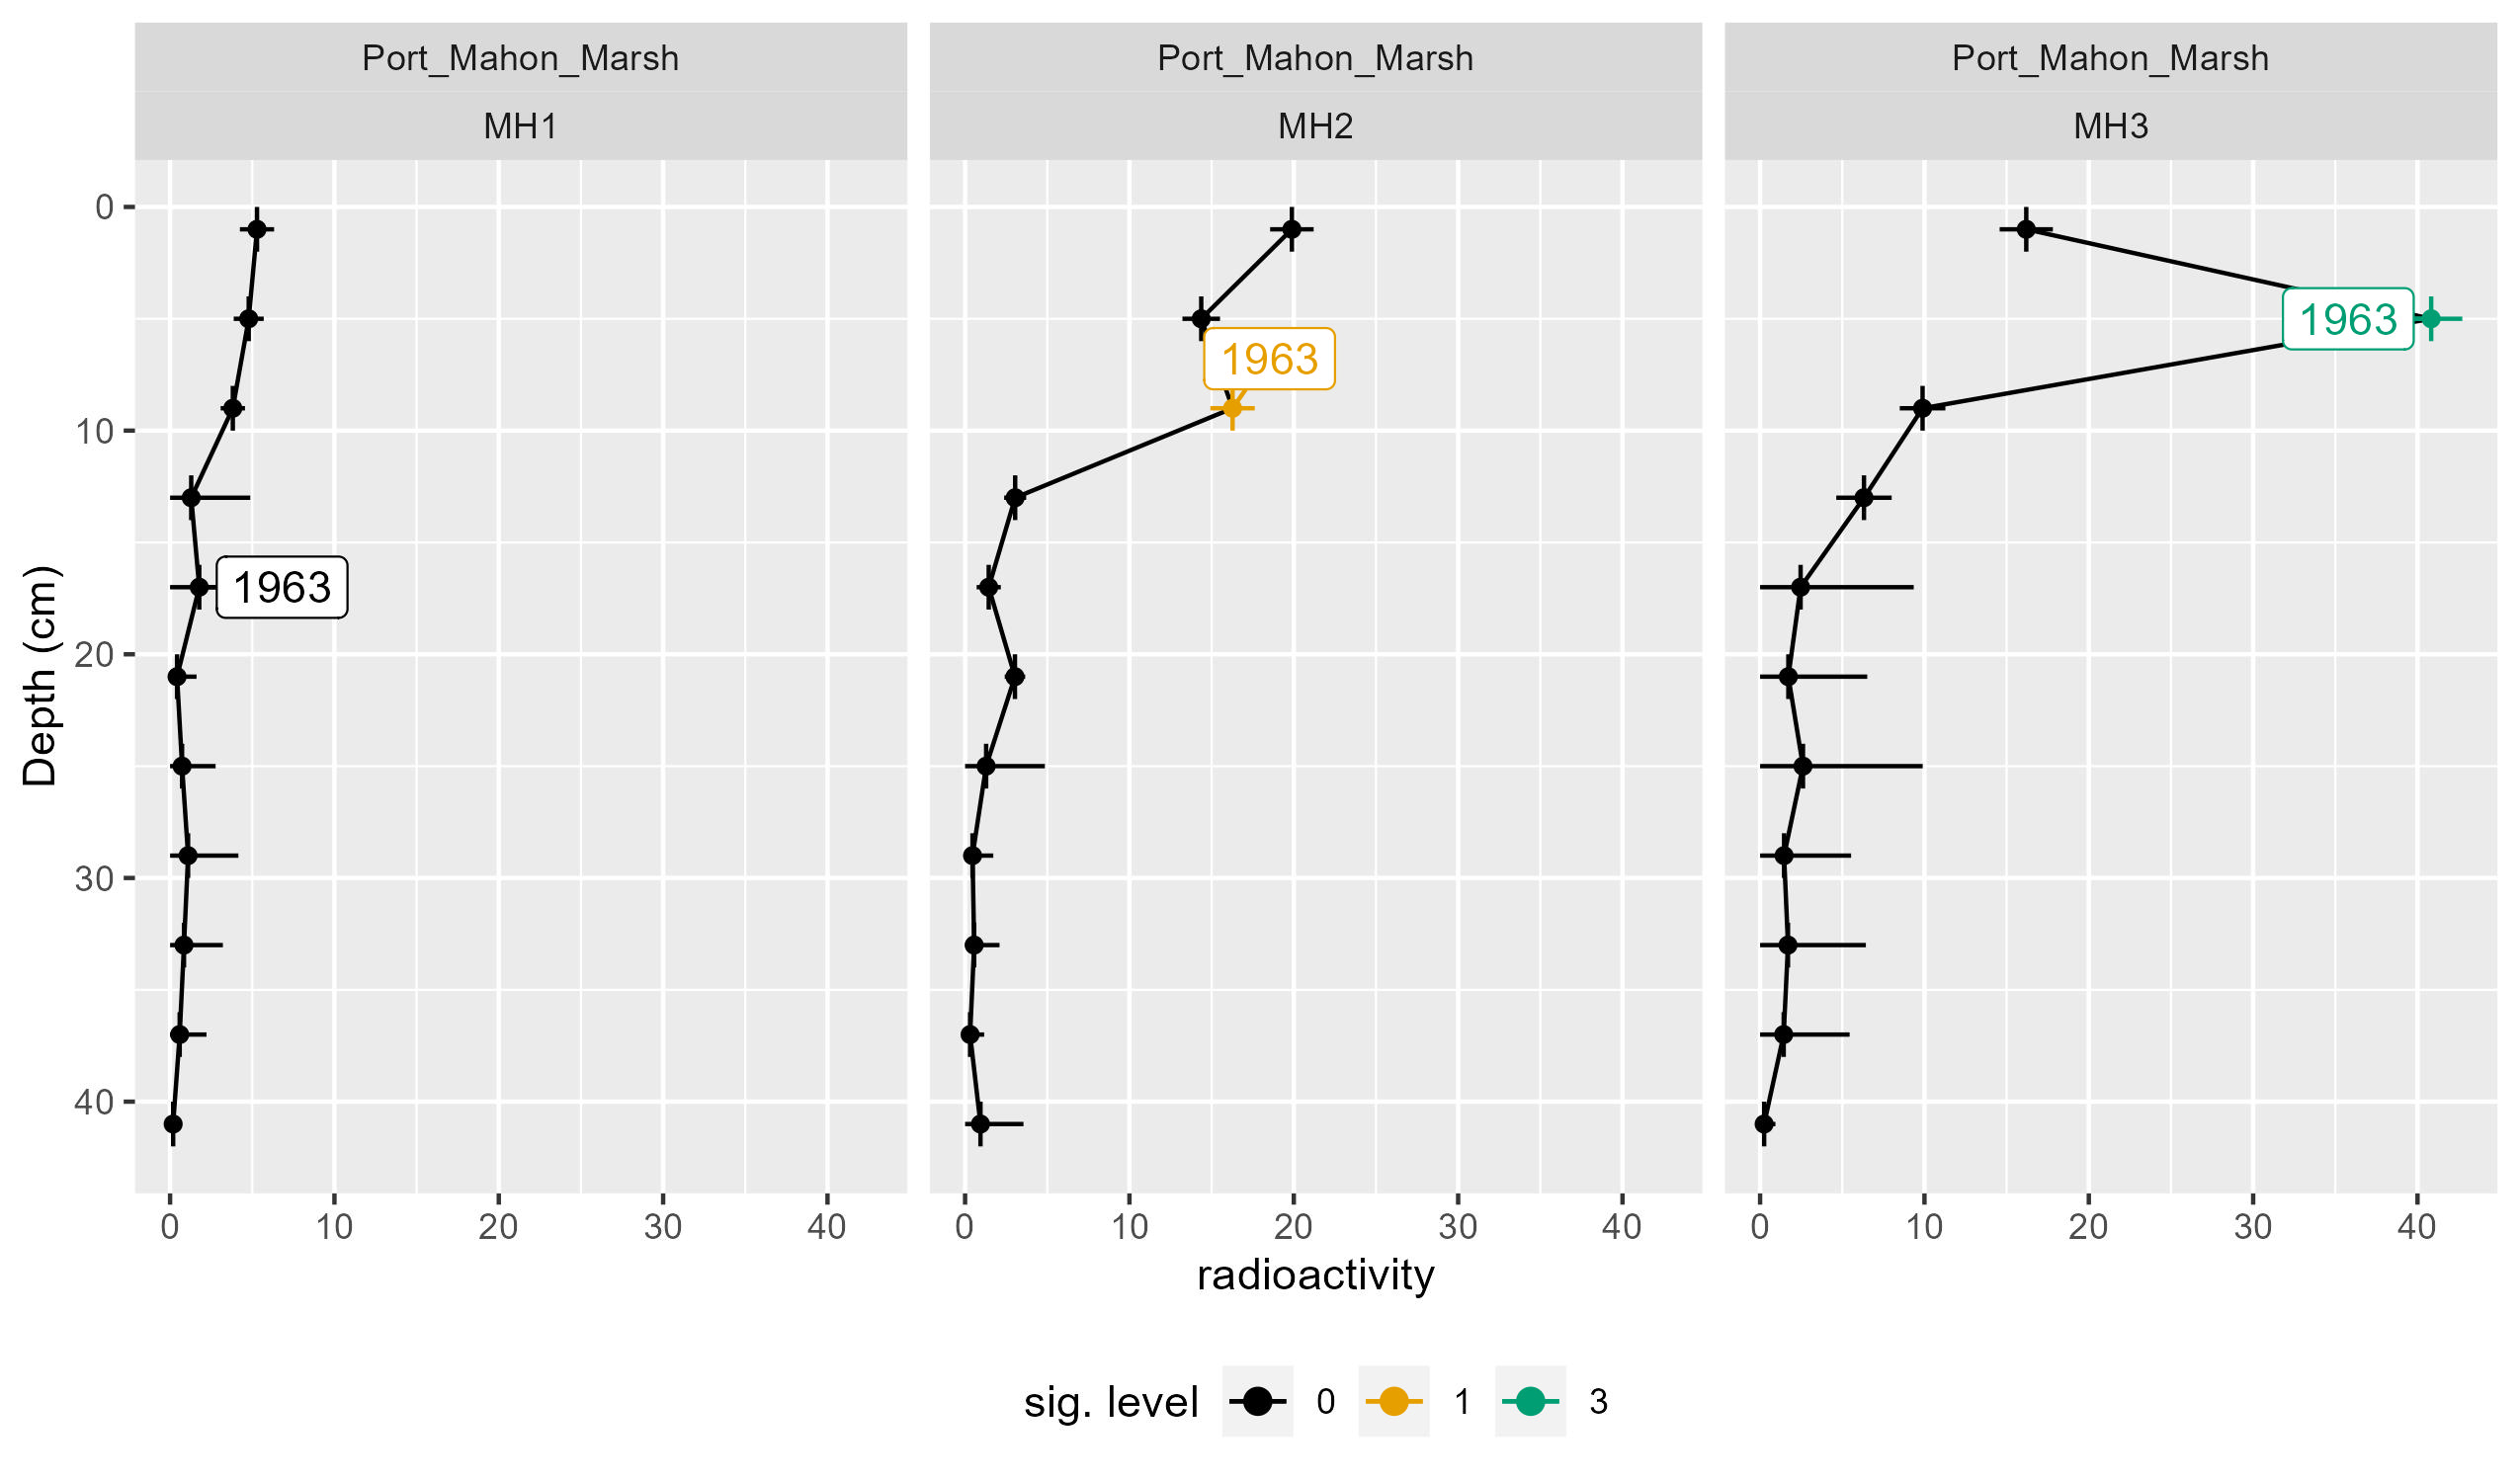 Port_Mahon_Marsh Port_Mahon_Marsh Port_Mahon_Marsh
MH1 MH2 MH3
0
10
20
30
40
Depth (cm)
1963
1963
1963
0 10 20 30 40 0 10 20 30 40 0 10 20 30 40
radioactivity
sig. level 0 1 3